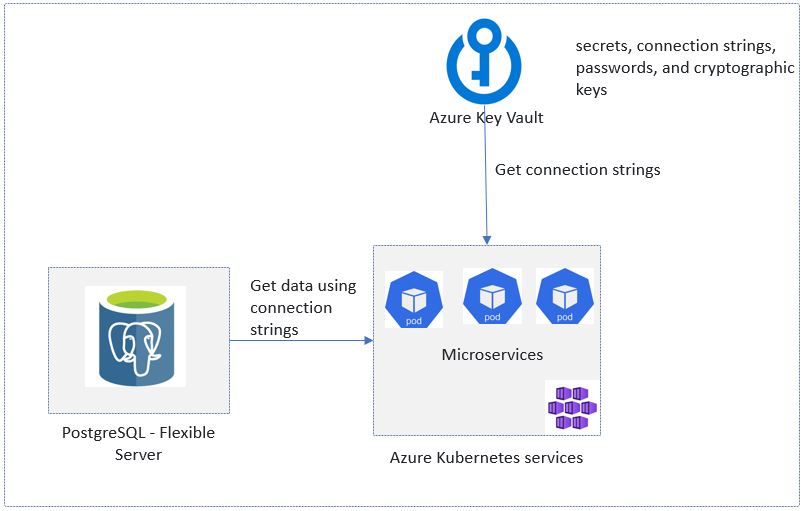 secrets, connection strings,
passwords, and cryptographic
keys
Azure Key Vault
Get connection strings
Get data using
connection
strings
pod
pod
pod
Microservices
PostgreSQL - Flexible
Server
Azure Kubernetes services